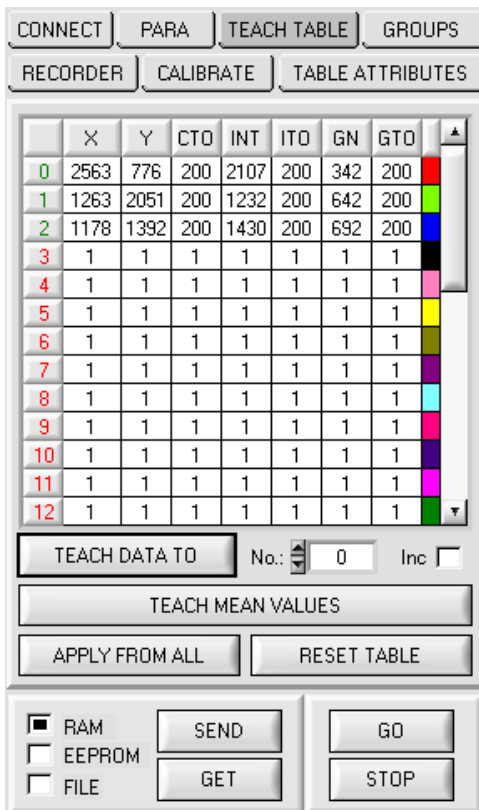 CONNECT PARA TEACH TABLE GROUPS
RECORDER CALIBRATE TABLE ATTRIBUTES
X Y CTO INT ITO GN GTO
0 2563 776 200 2107 200 342 200
1 1263 2051 200 1232 200 642 200
2 1178 1392 200 1430 200 692 200
3 1 1 1 1 1 1 1
4 1 1 1 1 1 1 1
5 1 1 1 1 1 1 1
6 1 1 1 1 1 1 1
7 1 1 1 1 1 1 1
8 1 1 1 1 1 1 1
9 1 1 1 1 1 1 1
10 1 1 1 1 1 1 1
11 1 1 1 1 1 1 1
12 1 1 1 1 1 1 1
TEACH DATA TO No.: 0 Inc
TEACH MEAN VALUES
APPLY FROM ALL RESET TABLE
RAM SEND GO
EEPROM
FILE GET STOP